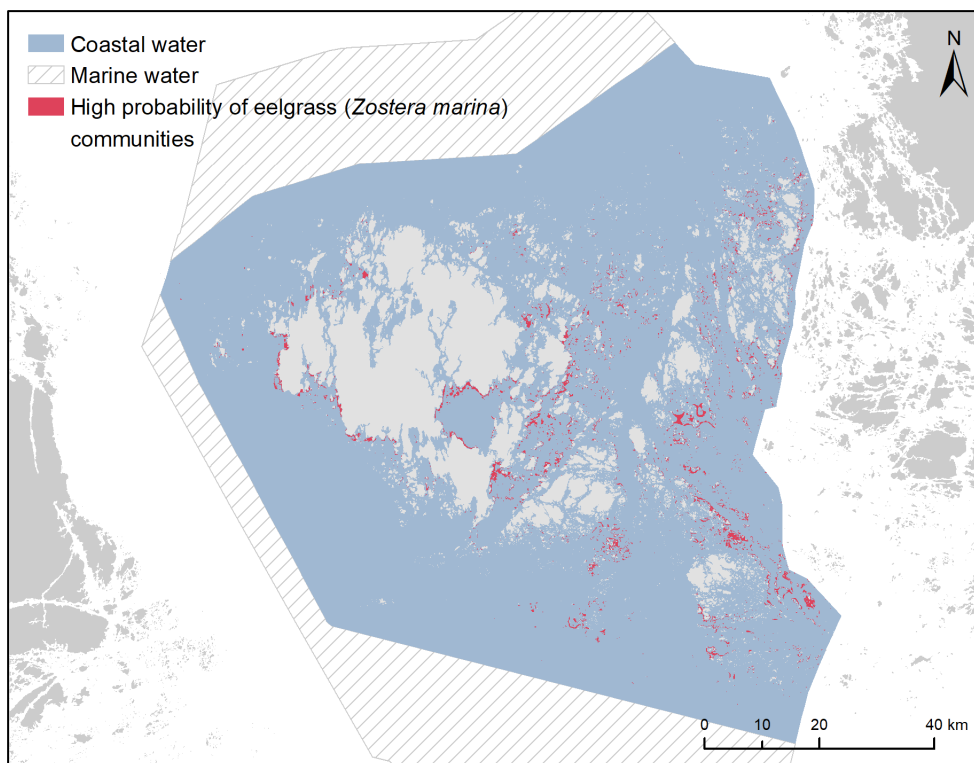 Coastal water
Marine water
High probability of eelgrass (Zostera marina)
communities
N
0 10 20 40 km